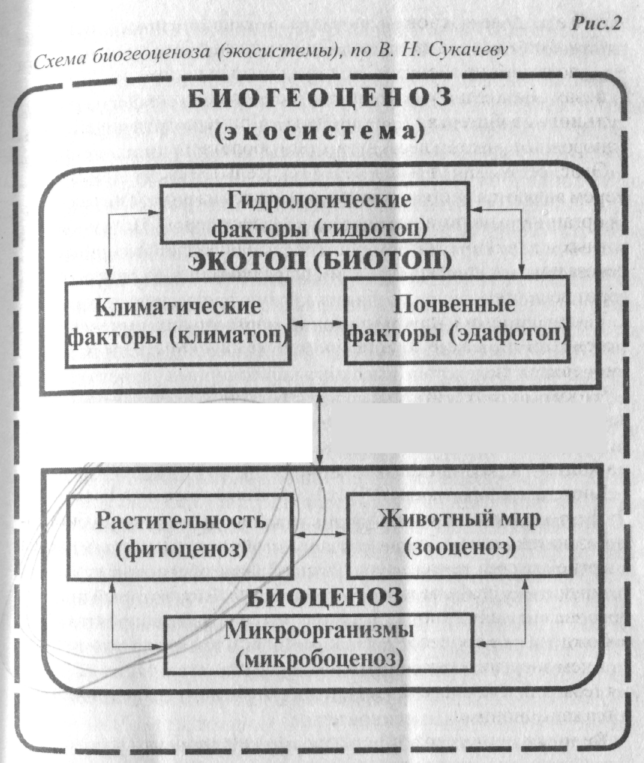 Рис.2
Схема биогеоценоза (экосистемы), по В. Н. Сукачеву
БИОГЕОЦЕНОЗ
(экосистема)
Гидрологические
факторы (гидротоп)
ЭКОТОП (БИОТОП)
Климатические
факторы (климатоп)
Почвенные
факторы (эдафотоп)
Растительность
(фитоценоз)
Животный мир
(зооценоз)
БИОЦЕНОЗ
Микроорганизмы
(микробоценоз)